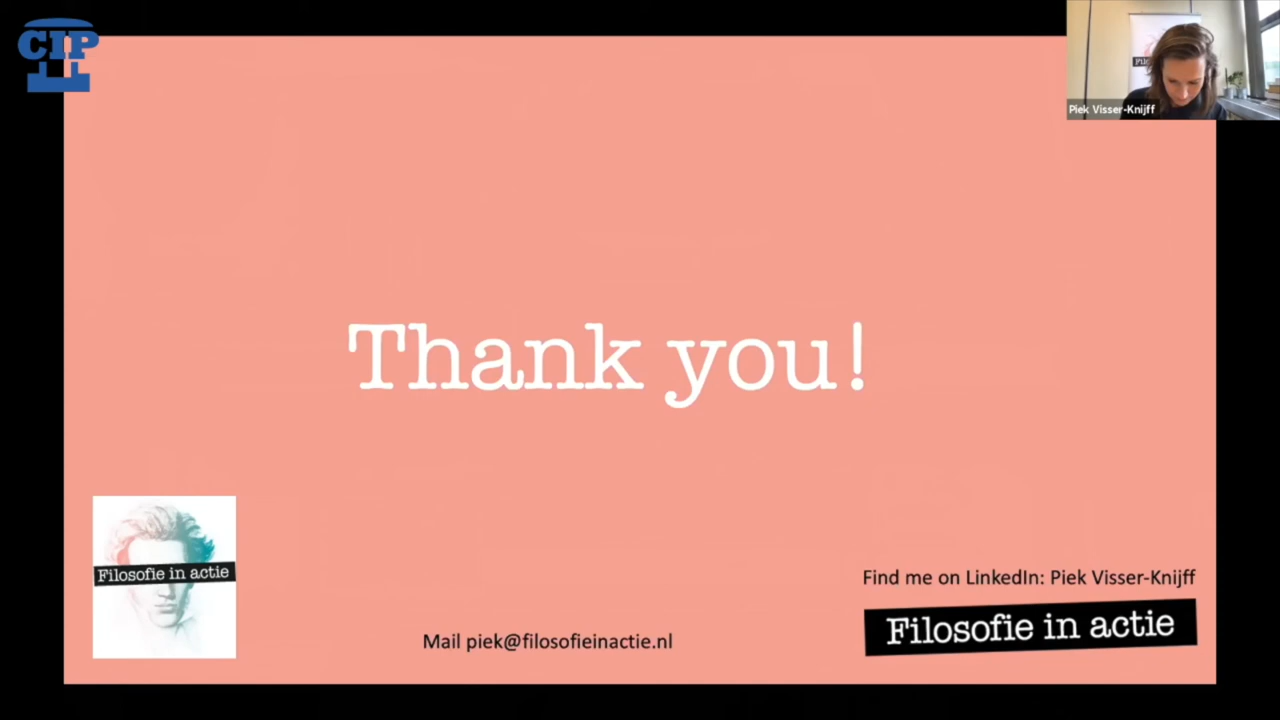 CIP
Piek Visser-Knijff
Thank you!
Filosofie in actie
Find me on LinkedIn: Piek Visser-Knijff
Filosofie in actie
Mail piek@filosofieinactie.nl